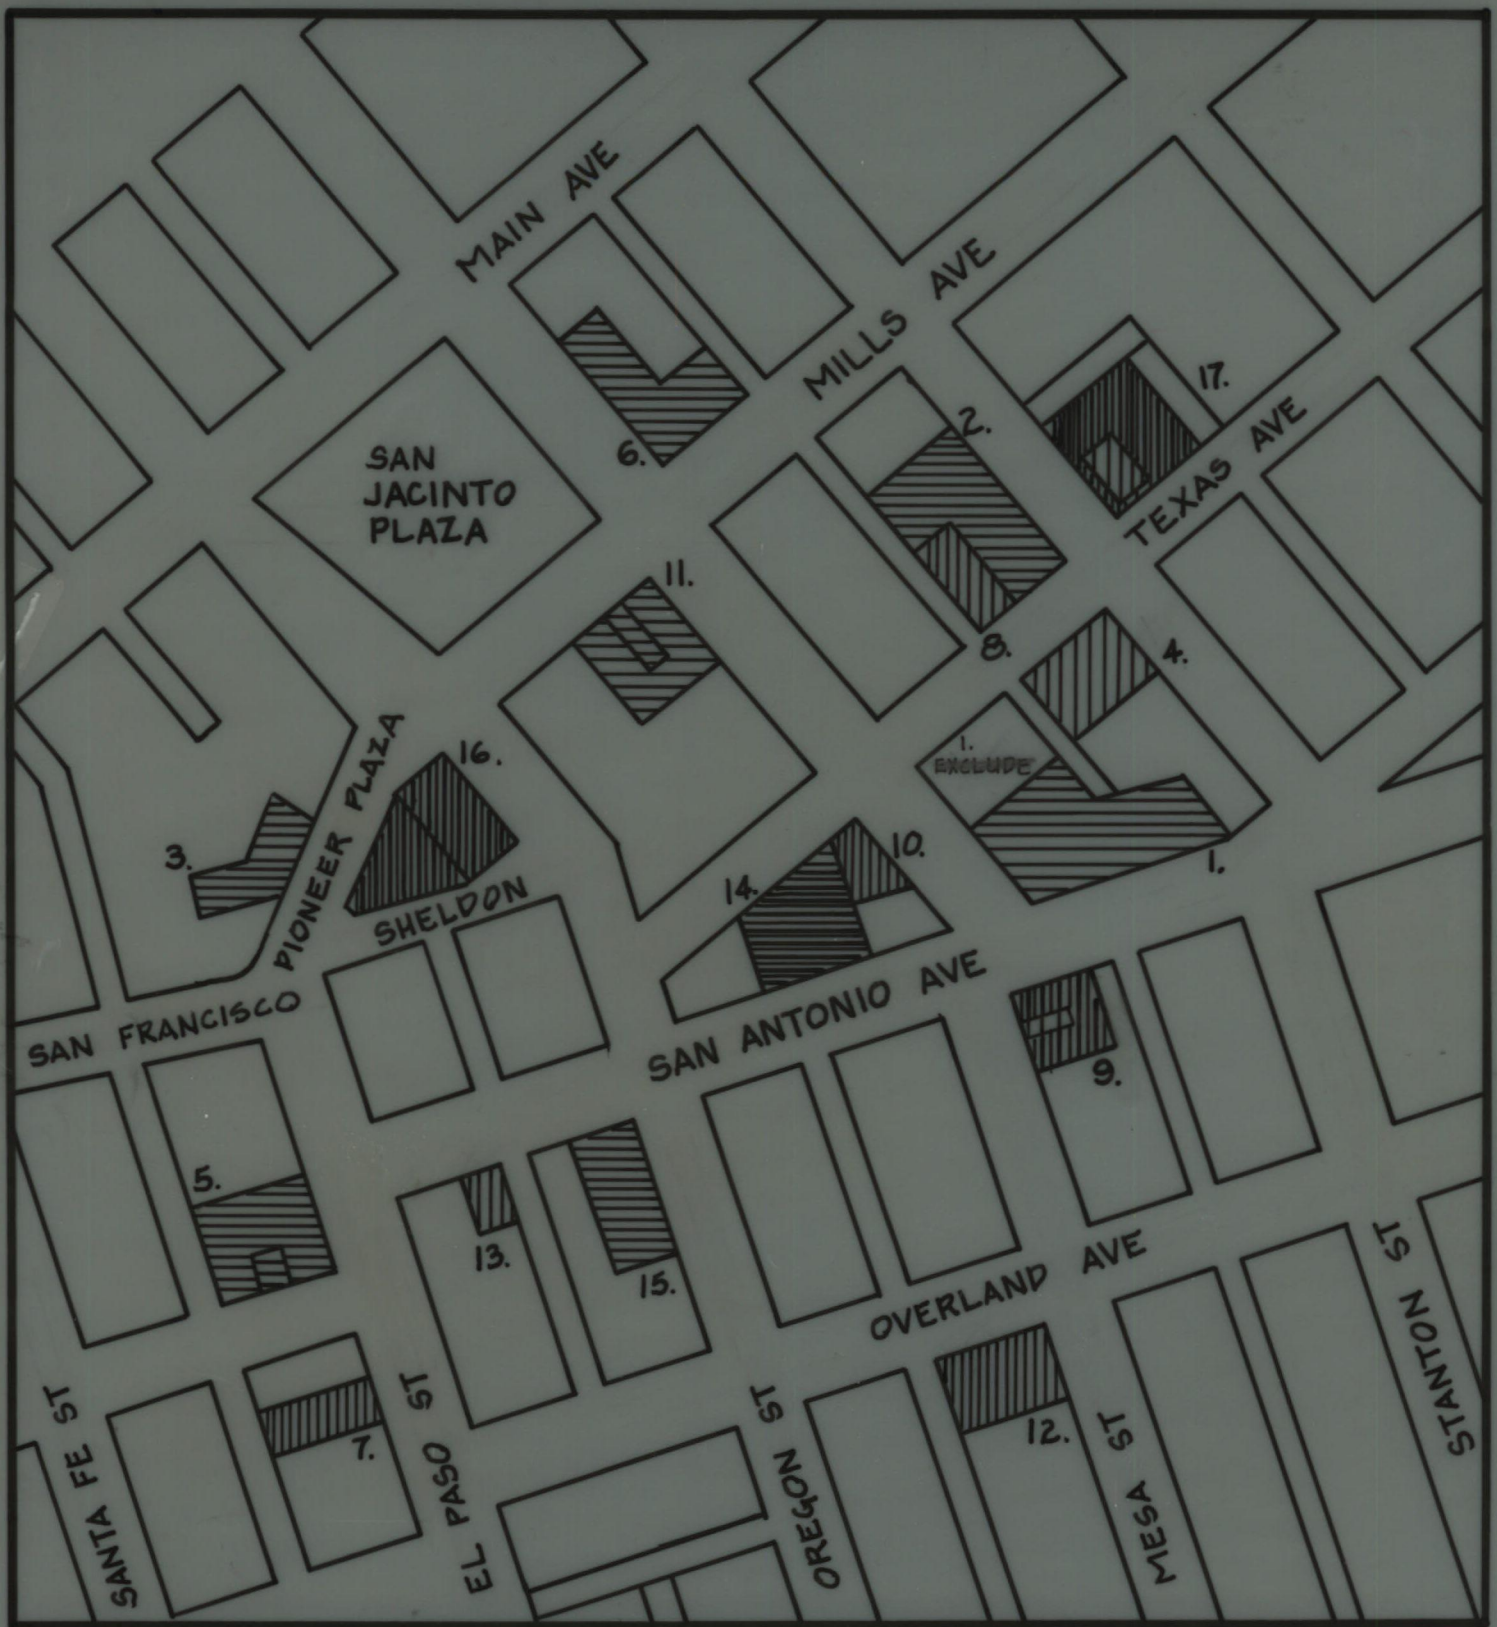 MAIN AVE
MILLS AVE
17.
2.
TEXAS AVE
6.
SAN
JACINTO
PLAZA
11.
8.
4.
PIONEER PLAZA
16.
1.
EXCLUDE
3.
10.
14.
1.
SHELDON
SAN FRANCISCO
SAN ANTONIO AVE
9.
5.
13.
15.
OVERLAND AVE
STANTON ST
7.
12.
SANTA FE ST
EL PASO ST
OREGON ST
MESA ST